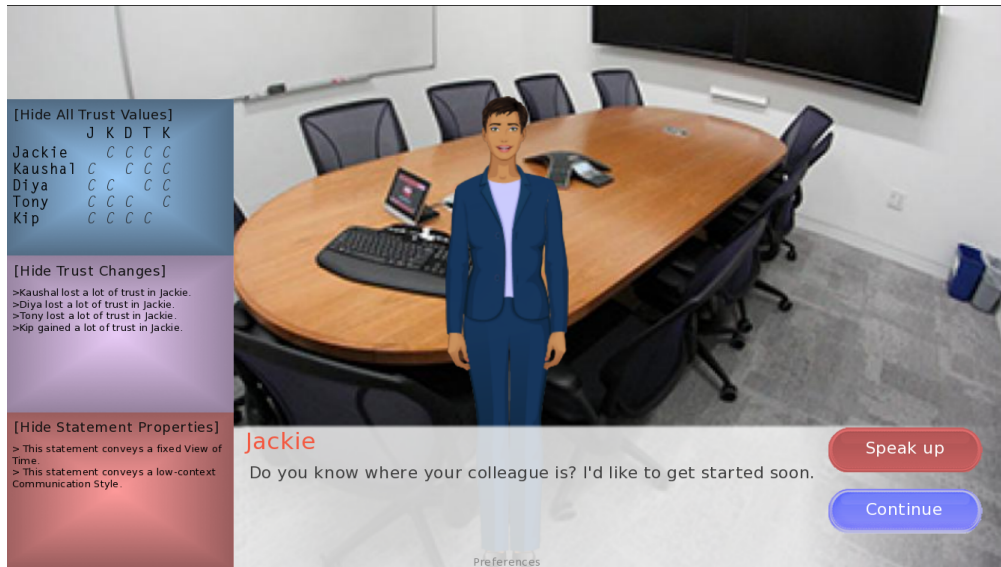 [Hide All Trust Values]
J K D T K
Jackie C C C C
Kaushal C C C C
Diya C C C C
Tony C C C C
Kip C C C C
[Hide Trust Changes]
>Kaushal lost a lot of trust in Jackie.
>Diya lost a lot of trust in Jackie.
>Tony lost a lot of trust in Jackie.
>Kip gained a lot of trust in Jackie.
[Hide Statement Properties]
> This statement conveys a fixed View of
Time.
> This statement conveys a low-context
Communication Style.
Jackie
Do you know where your colleague is? I'd like to get started soon.
Speak up
Continue
Preferences